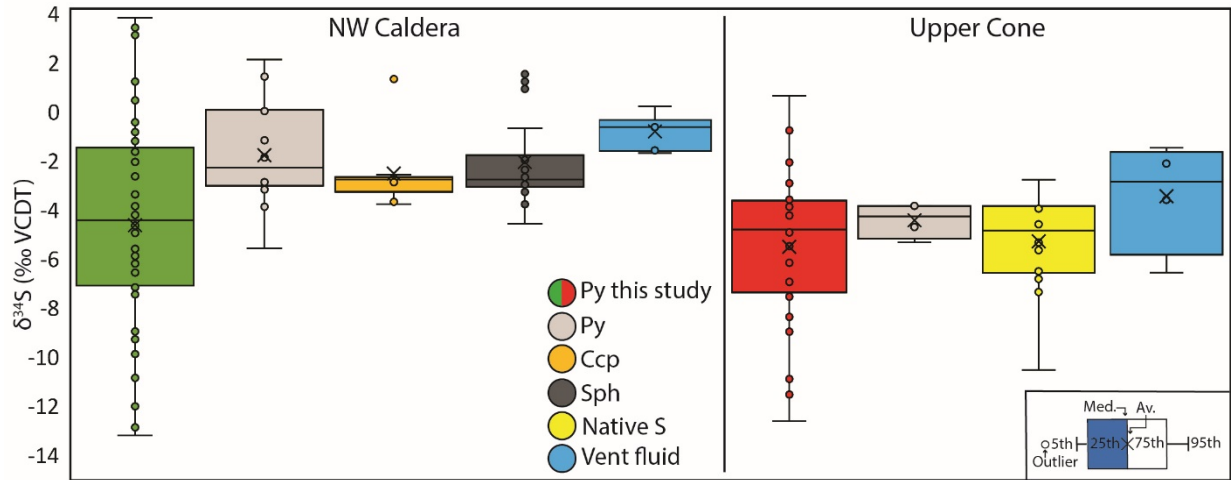 NW Caldera
Upper Cone
δ³⁴S (‰ VCDT)
4
2
0
-2
-4
-6
-8
-10
-12
-14
Py this study
Py
Ccp
Sph
Native S
Vent fluid
Med. Av.
5th 25th 75th 95th
Outlier